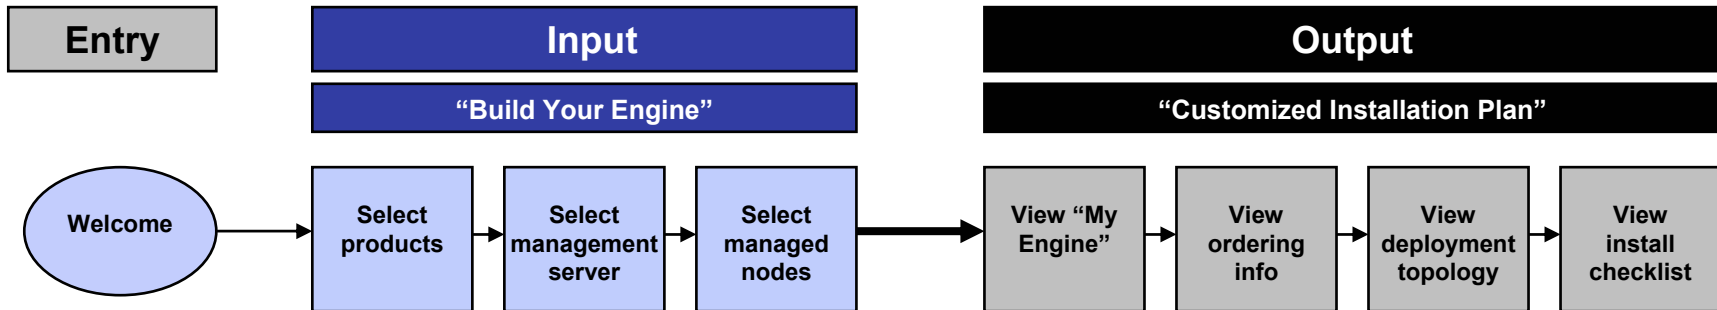 Entry
Input
Output
“Build Your Engine”
“Customized Installation Plan”
Welcome
Select
products
Select
management
server
Select
managed
nodes
View “My
Engine”
View
ordering
info
View
deployment
topology
View
install
checklist